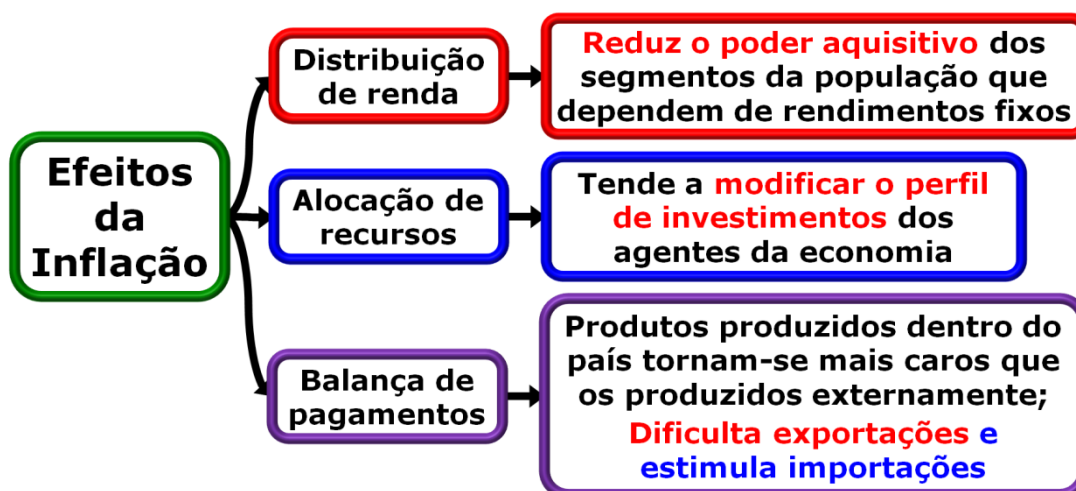 Efeitos
da
Inflação
Distribuição
de renda
Reduz o poder aquisitivo dos
segmentos da população que
dependem de rendimentos fixos
Alocação de
recursos
Tende a modificar o perfil
de investimentos dos
agentes da economia
Balança de
pagamentos
Produtos produzidos dentro do
país tornam-se mais caros que
os produzidos externamente;
Dificulta exportações e
estimula importações